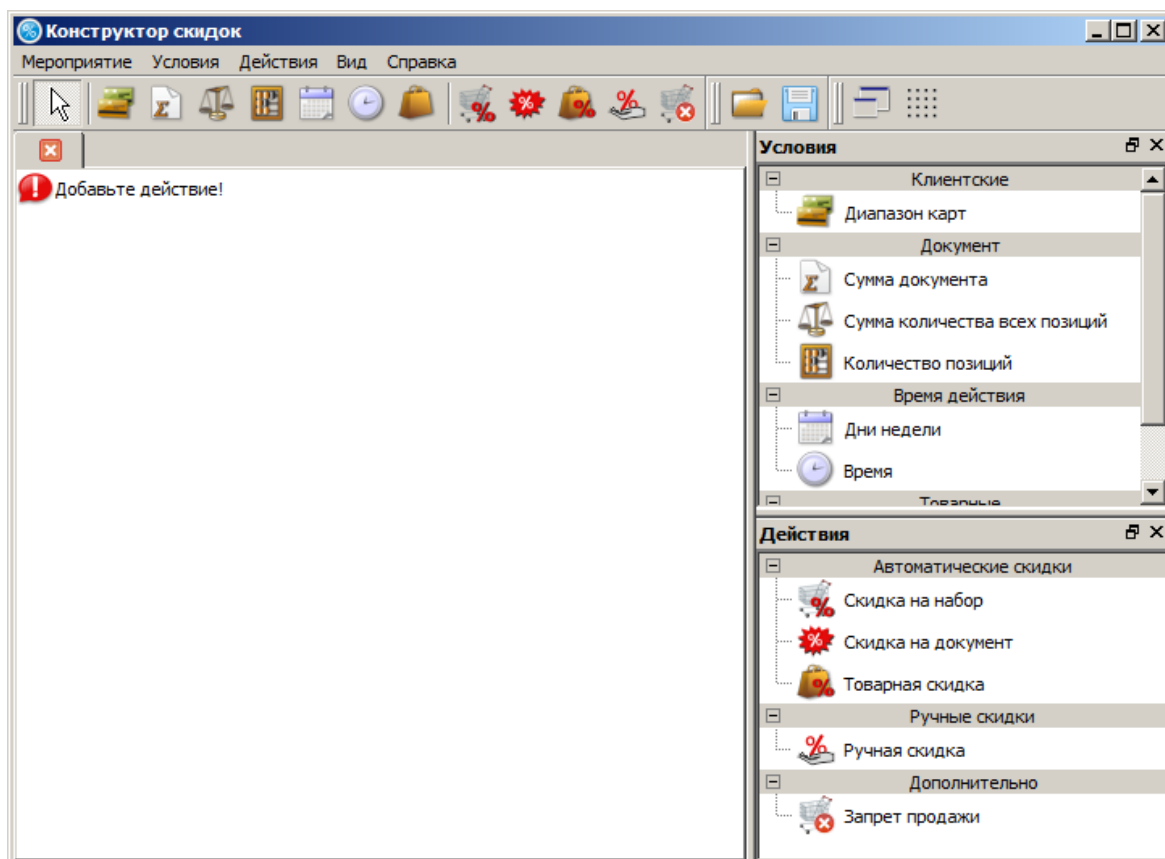 Конструктор скидок
Мероприятие Условия Действия Вид Справка
Добавьте действие!
Условия
Клиентские
Диапазон карт
Документ
Сумма документа
Сумма количества всех позиций
Количество позиций
Время действия
Дни недели
Время
Товарные
Действия
Автоматические скидки
Скидка на набор
Скидка на документ
Товарная скидка
Ручные скидки
Ручная скидка
Дополнительно
Запрет продажи